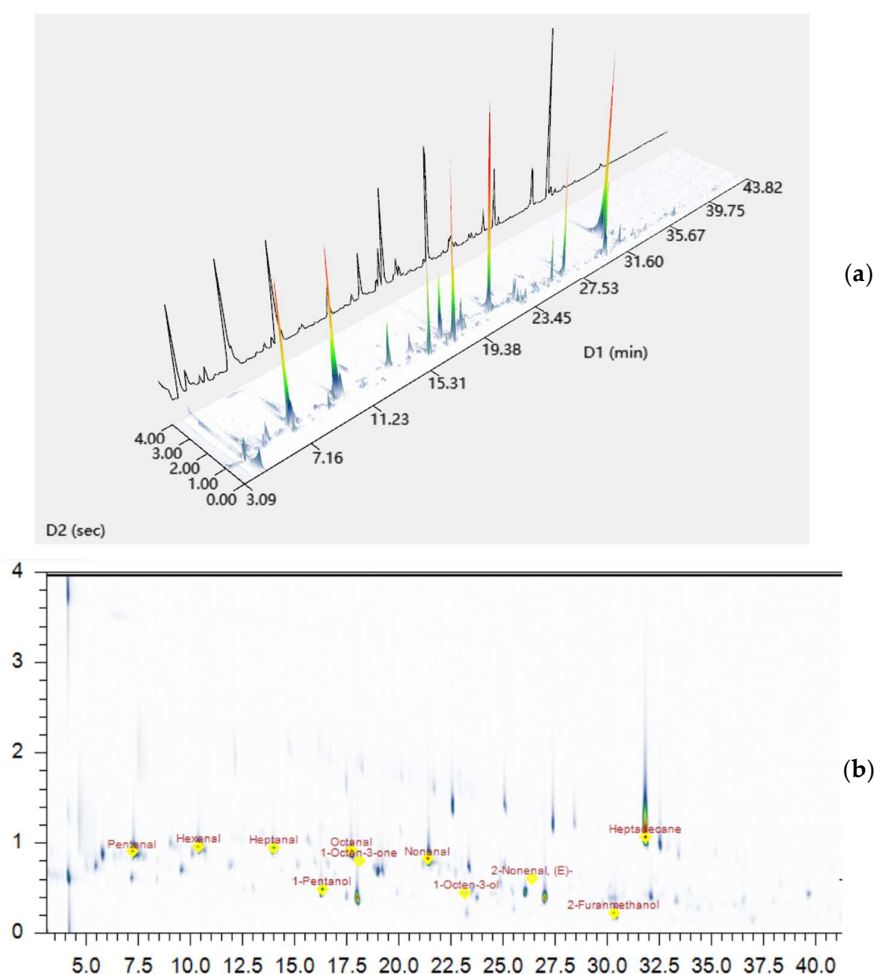 43.82
39.75
35.67
31.60
27.53
23.45
19.38
15.31
11.23
7.16
3.09
D1 (min)
4.00
3.00
2.00
1.00
0.00
D2 (sec)
(a)
4
3
2
1
0
Pentanal
Hexanal
Heptanal
Octanal
1-Octen-3-one
Nonanal
Heptadecane
1-Pentanol
1-Octen-3-ol
2-Nonenal, (E)-
2-Furanmethanol
(b)
5.0 7.5 10.0 12.5 15.0 17.5 20.0 22.5 25.0 27.5 30.0 32.5 35.0 37.5 40.0